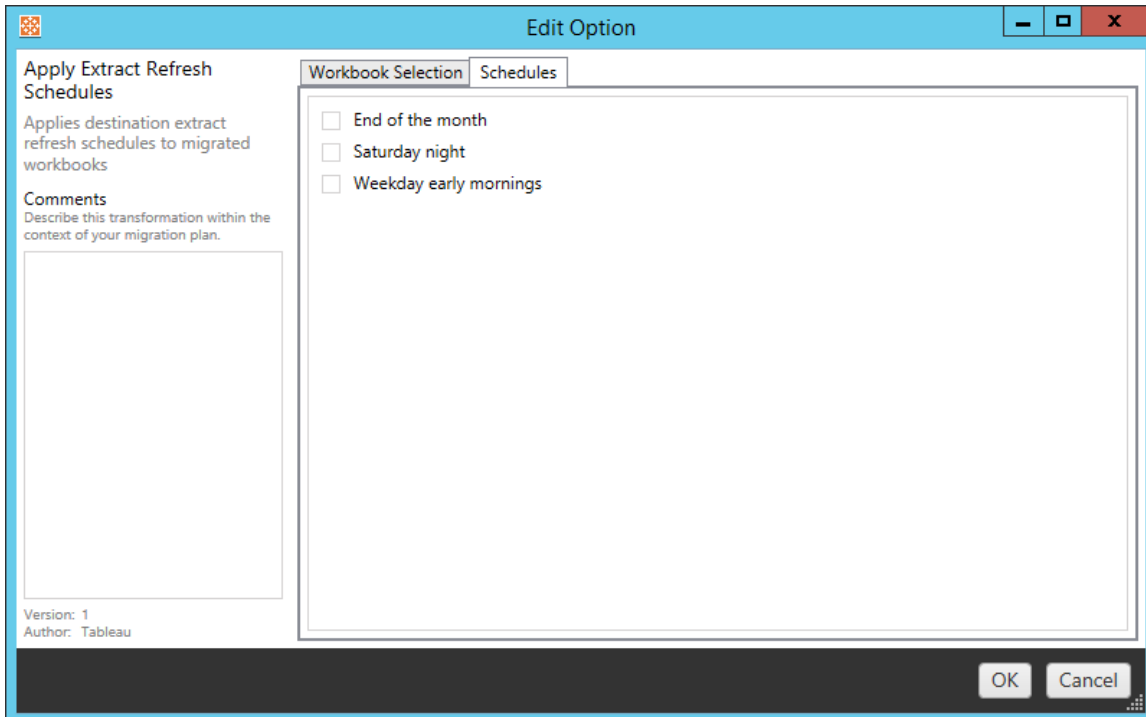 Edit Option
X
Apply Extract Refresh
Schedules
Applies destination extract
refresh schedules to migrated
workbooks
Comments
Describe this transformation within the
context of your migration plan.
Version: 1
Author: Tableau
Workbook Selection
Schedules
End of the month
Saturday night
Weekday early mornings
OK
Cancel